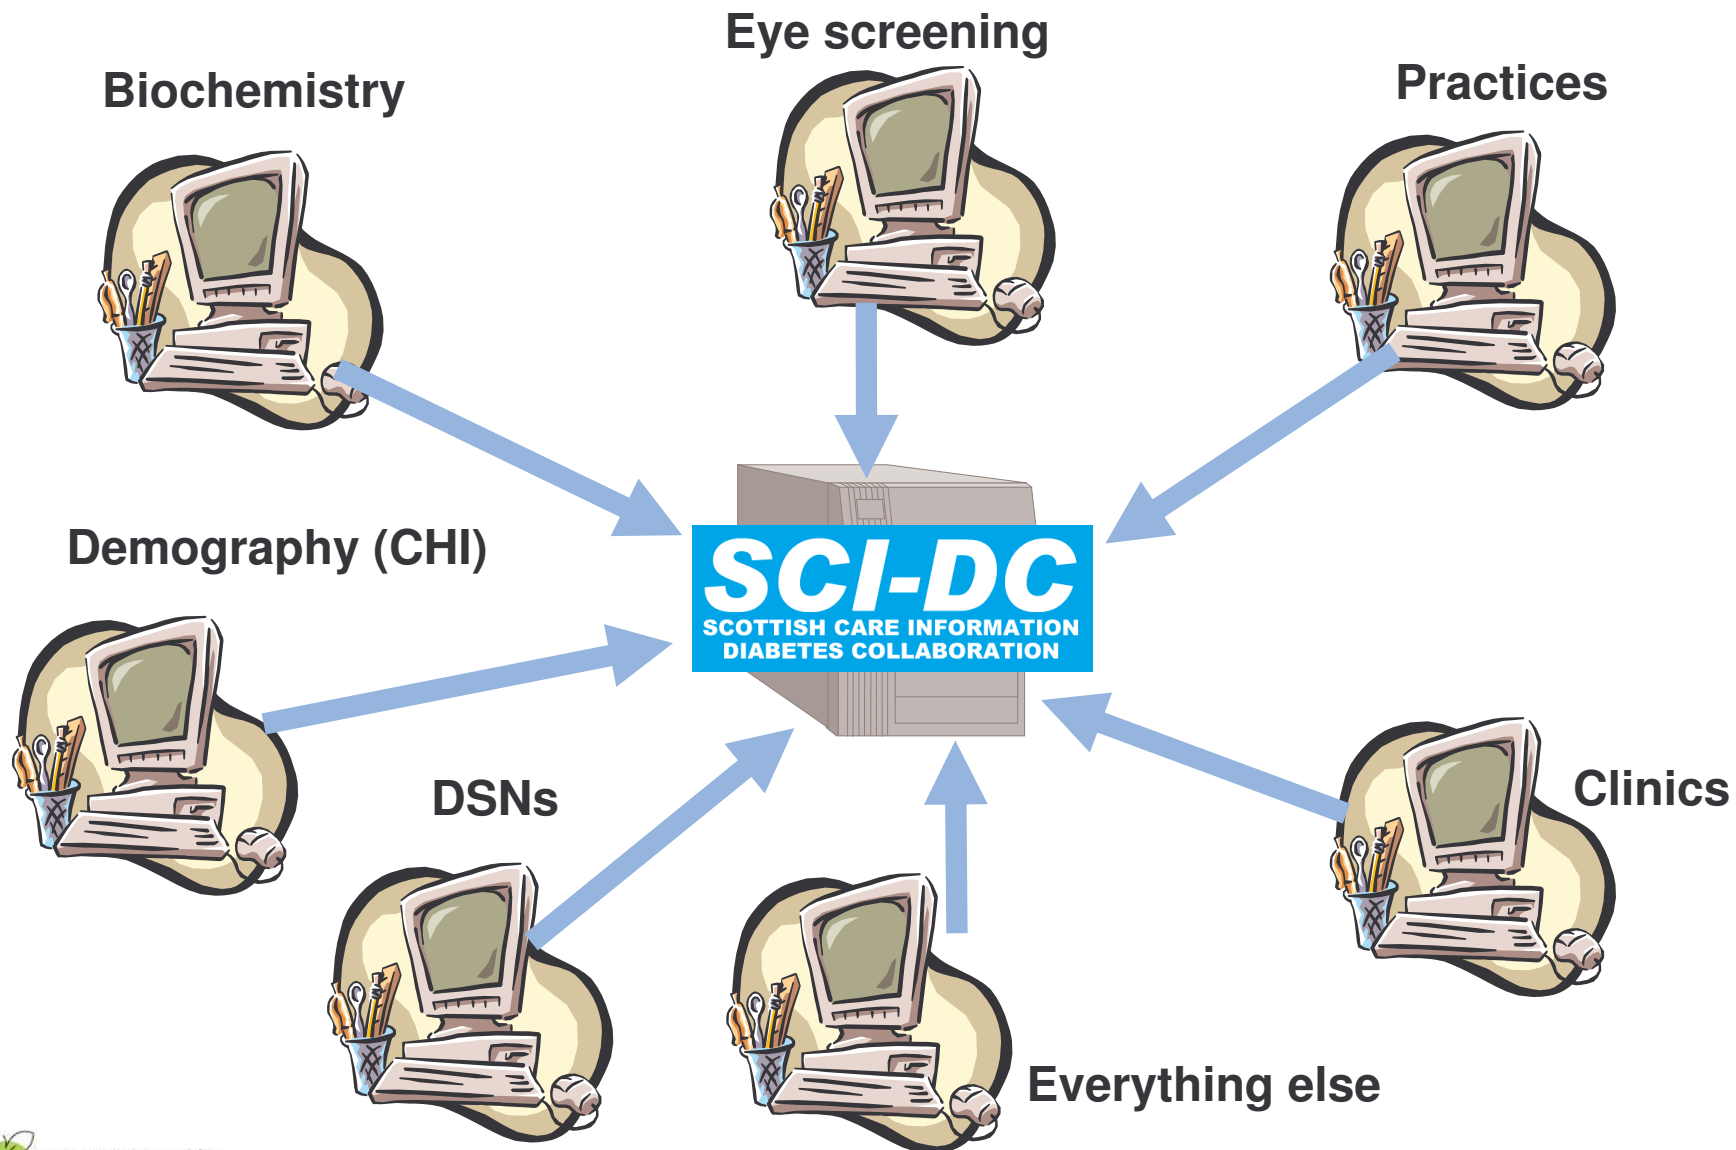 Eye screening
Biochemistry
Practices
Demography (CHI)
SCI-DC
SCOTTISH CARE INFORMATION
DIABETES COLLABORATION
DSNs
Clinics
Everything else